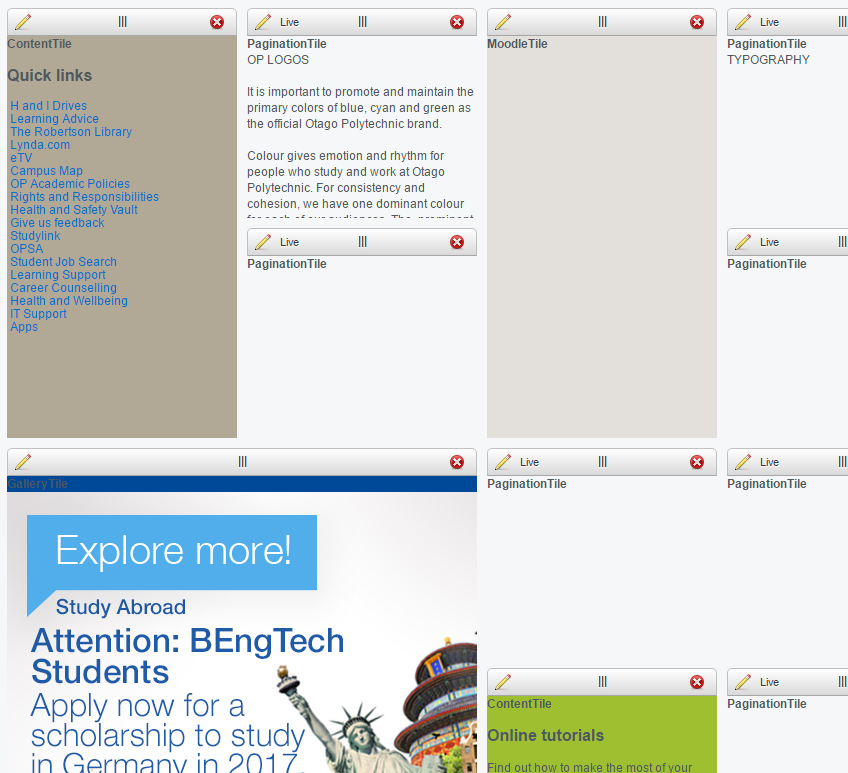 ContentTile
Quick links
H and I Drives
Learning Advice
The Robertson Library
Lynda.com
eTV
Campus Map
OP Academic Policies
Rights and Responsibilities
Health and Safety Vault
Give us feedback
Studylink
OPSA
Student Job Search
Learning Support
Career Counselling
Health and Wellbeing
IT Support
Apps
Live
PaginationTile
OP LOGOS
It is important to promote and maintain the
primary colors of blue, cyan and green as
the official Otago Polytechnic brand.
Colour gives emotion and rhythm for
people who study and work at Otago
Polytechnic. For consistency and
cohesion, we have one dominant colour
for each of our audiences. The prominent
Live
PaginationTile
MoodleTile
Live
PaginationTile
TYPOGRAPHY
Live
PaginationTile
GalleryTile
Explore more!
Study Abroad
Attention: BEngTech
Students
Apply now for a
scholarship to study
in Germany in 2017.
Live
PaginationTile
Live
PaginationTile
ContentTile
Online tutorials
Find out how to make the most of your
Live
PaginationTile